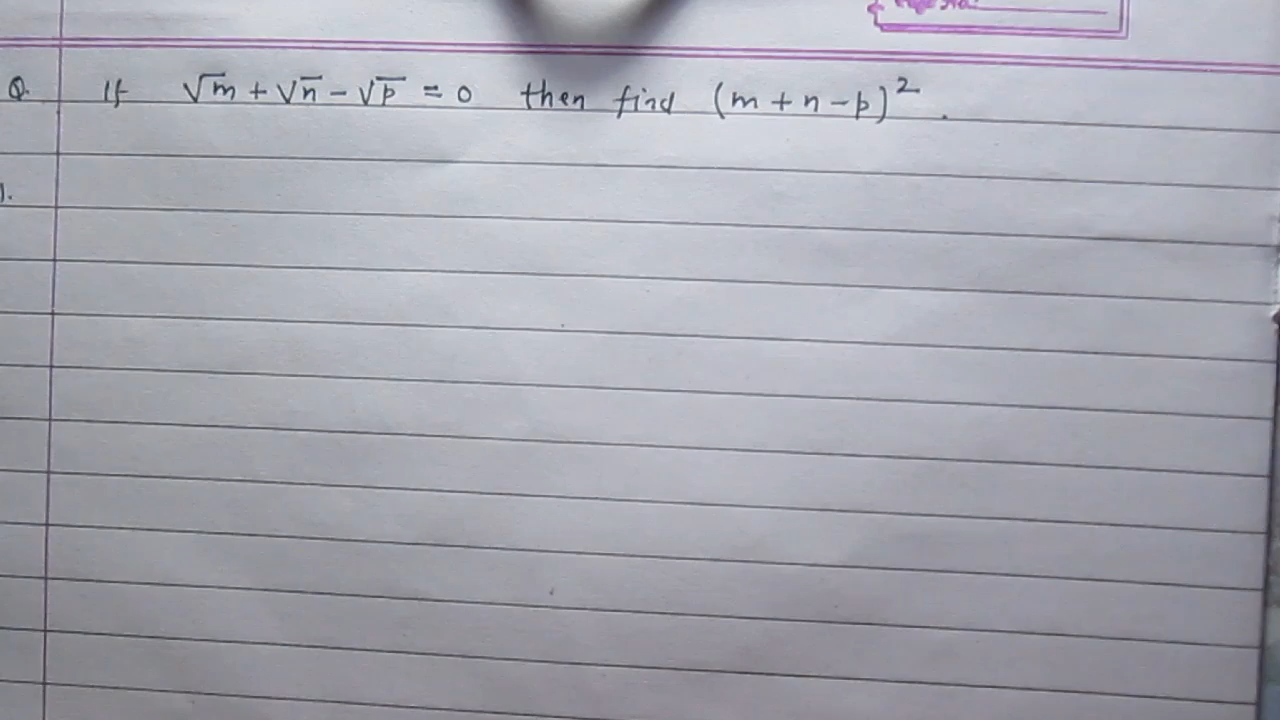 Q. If √m + √n - √p = 0 then find (m + n - p)².
).